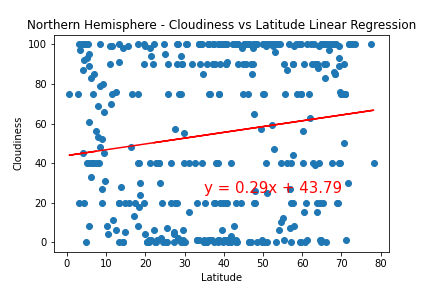 Northern Hemisphere - Cloudiness vs Latitude Linear Regression
100
80
60
40
20
0
Cloudiness
y = 0.29x + 43.79
0 10 20 30 40 50 60 70 80
Latitude